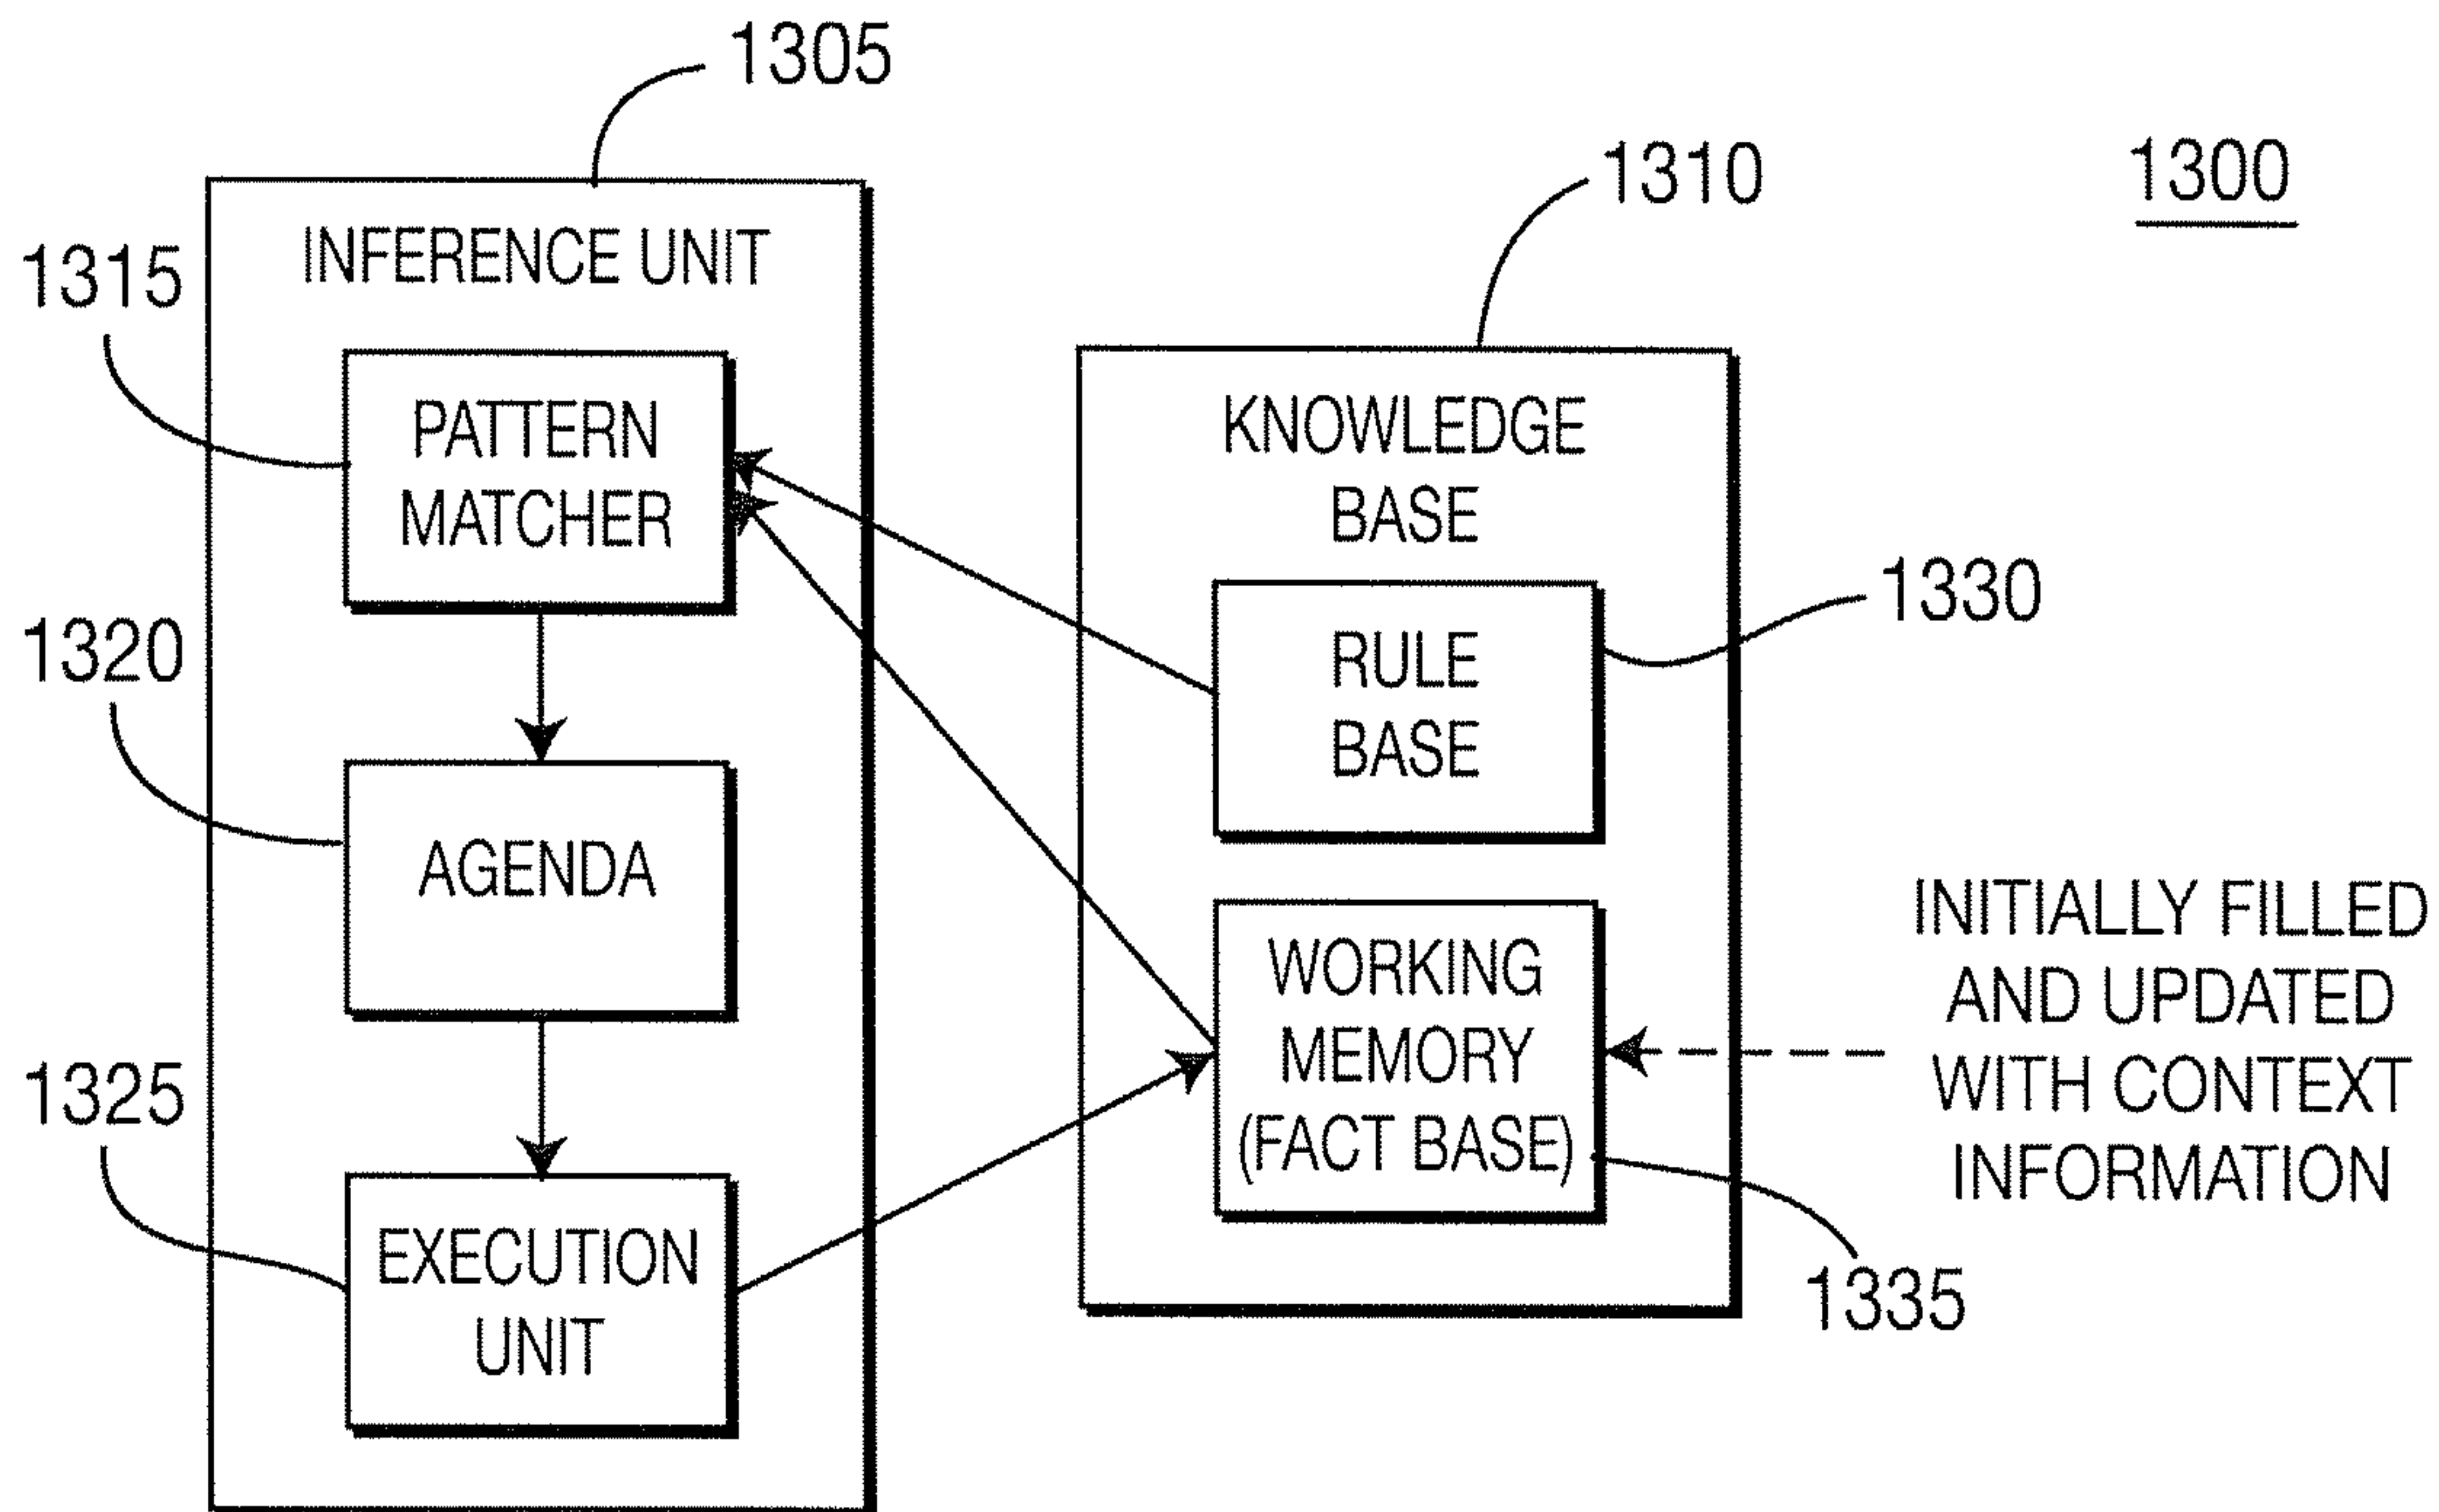 1305
1310
1300
INFERENCE UNIT
1315
PATTERN
MATCHER
KNOWLEDGE
BASE
1330
RULE
BASE
1320
AGENDA
INITIALLY FILLED
AND UPDATED
WITH CONTEXT
INFORMATION
WORKING
MEMORY
(FACT BASE)
1325
EXECUTION
UNIT
1335